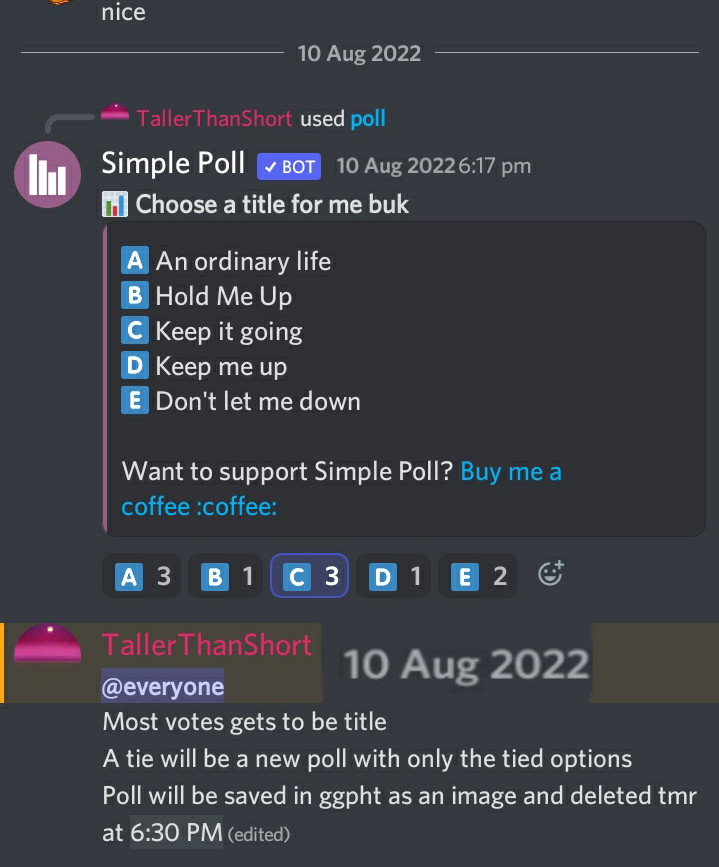 nice
10 Aug 2022
TallerThanShort used poll
Simple Poll ✓ BOT 10 Aug 2022 6:17 pm
📊 Choose a title for me buk
A An ordinary life
B Hold Me Up
C Keep it going
D Keep me up
E Don't let me down
Want to support Simple Poll? Buy me a
coffee :coffee:
A 3 B 1 C 3 D 1 E 2
TallerThanShort 10 Aug 2022
@everyone
Most votes gets to be title
A tie will be a new poll with only the tied options
Poll will be saved in ggpht as an image and deleted tmr
at 6:30 PM (edited)